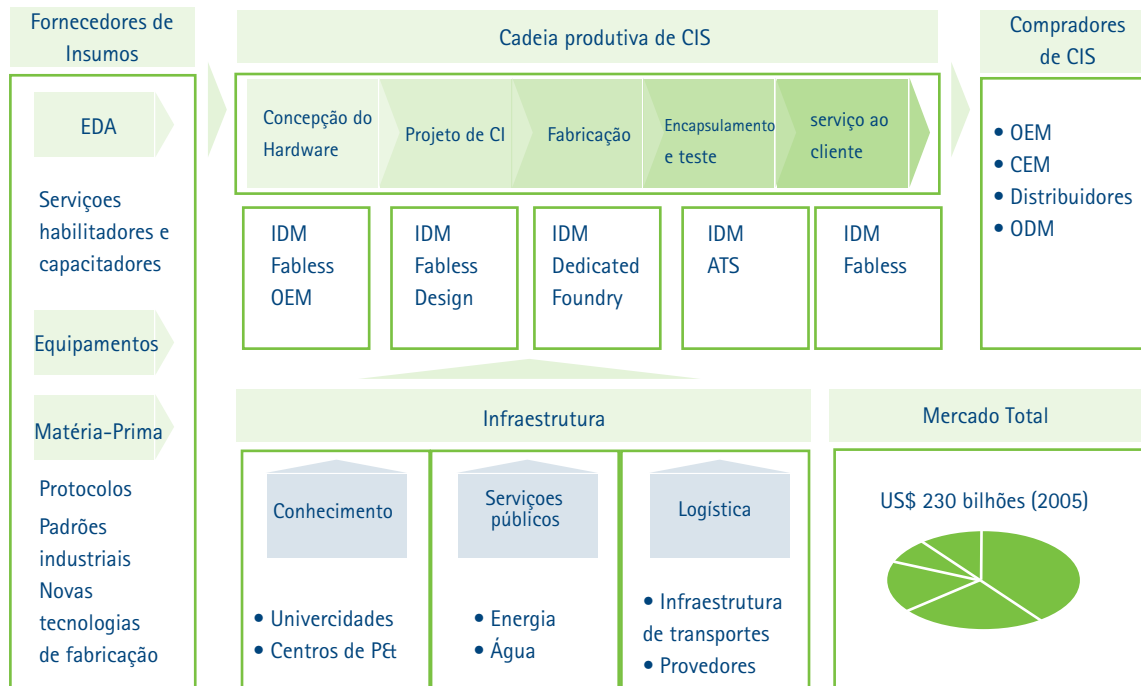 Fornecedores de
Insumos
EDA
Serviçoes
habilitadores e
capacitadores
Equipamentos
Matéria-Prima
Protocolos
Padrões
industriais
Novas
tecnologias
de fabricação
Cadeia produtiva de CIS
Concepção do
Hardware
Projeto de CI
Fabricação
Encapsulamento
e teste
serviço ao
cliente
IDM
Fabless
OEM
IDM
Fabless
Design
IDM
Dedicated
Foundry
IDM
ATS
IDM
Fabless
Compradores
de CIS
• OEM
• CEM
• Distribuidores
• ODM
Infraestrutura
Conhecimento
• Univercidades
• Centros de P&t
Serviçoes
públicos
• Energia
• Água
Logística
• Infraestrutura
de transportes
• Provedores
Mercado Total
US$ 230 bilhões (2005)